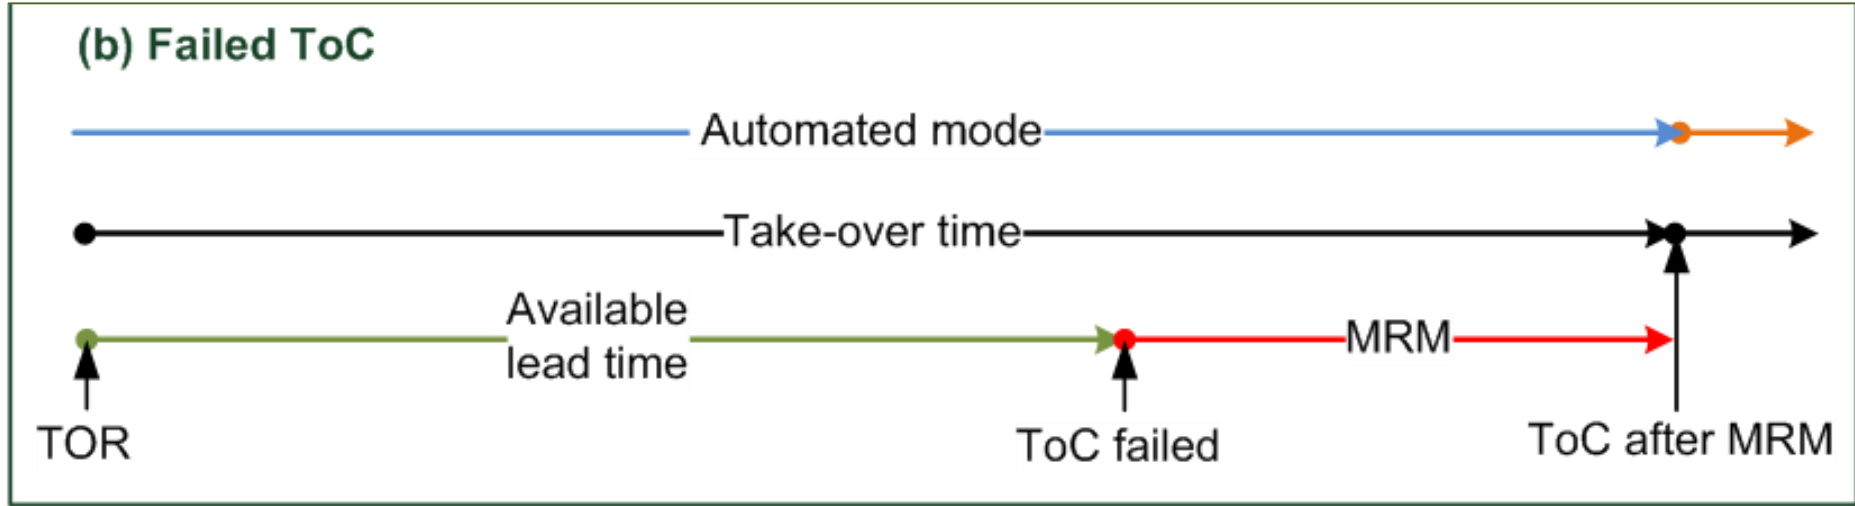 (b) Failed ToC
Automated mode
Take-over time
Available
lead time
MRM
TOR
ToC failed
ToC after MRM